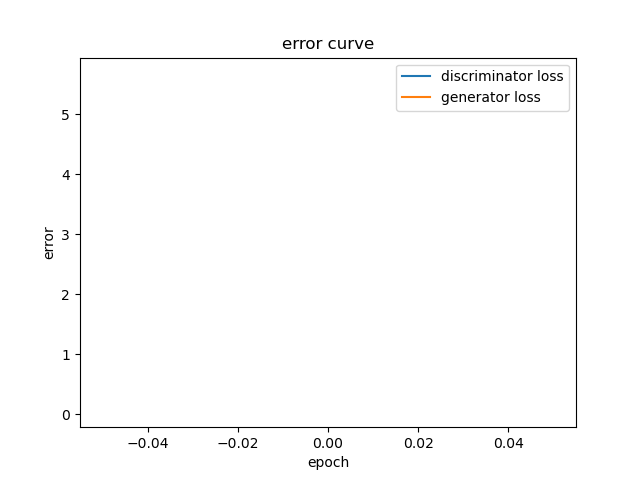 error curve
discriminator loss
generator loss
5
4
3
2
1
0
error
−0.04
−0.02
0.00
0.02
0.04
epoch